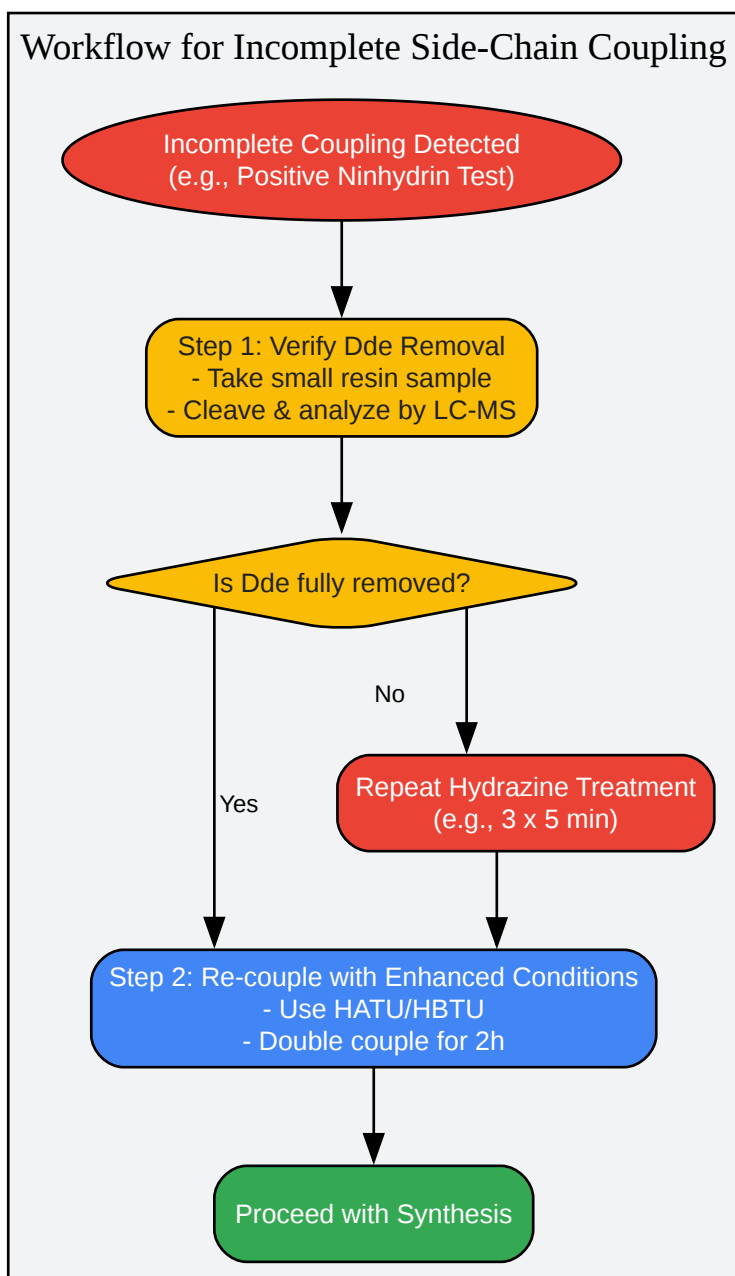 Workflow for Incomplete Side-Chain Coupling
Incomplete Coupling Detected
(e.g., Positive Ninhydrin Test)
Step 1: Verify Dde Removal
- Take small resin sample
- Cleave & analyze by LC-MS
Is Dde fully removed?
No
Yes
Repeat Hydrazine Treatment
(e.g., 3 x 5 min)
Step 2: Re-couple with Enhanced Conditions
- Use HATU/HBTU
- Double couple for 2h
Proceed with Synthesis